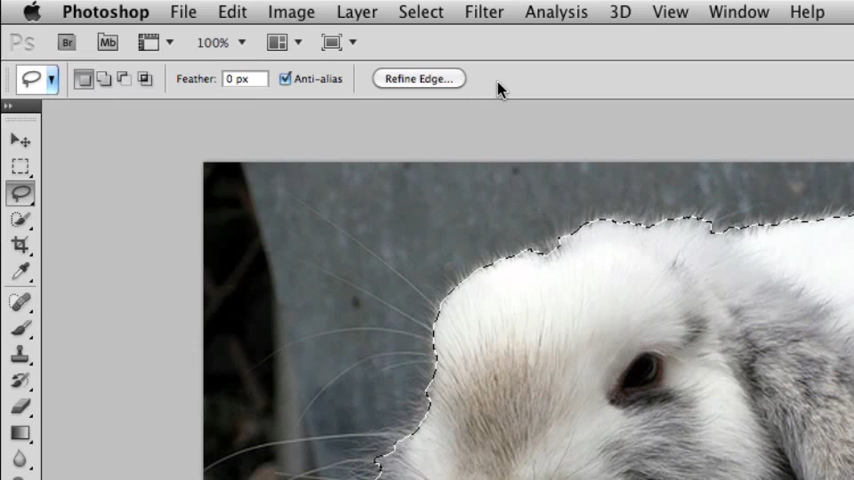 Photoshop File Edit Image Layer Select Filter Analysis 3D View Window Help
Ps Br Mb 100%
Feather: 0 px Anti-alias Refine Edge...